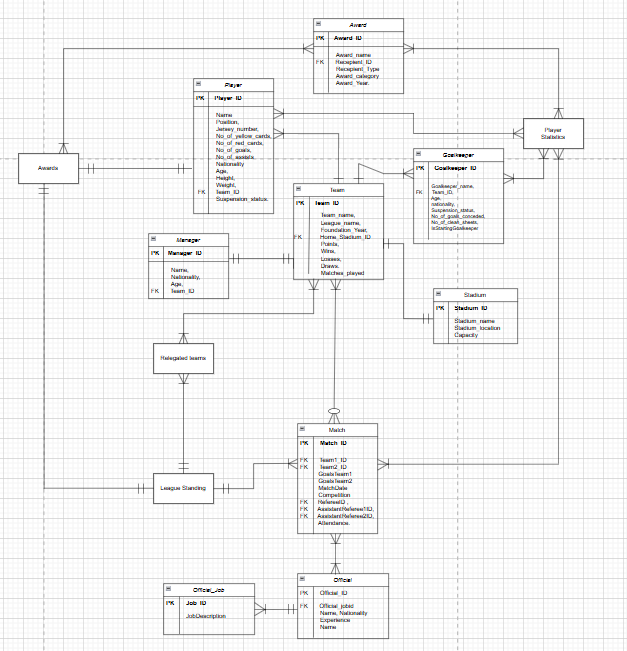 Award
PK Award_ID
Award_name
FK Recepient_ID
Recepient_Type
Award_category
Award_Year.
Player
PK Player_ID
Name
Position,
Jersey_number,
No_of_yellow_cards,
No_of_red_cards,
No_of_goals,
No_of_assists,
Nationality
Age,
Height,
Weight,
FK Team_ID
Suspension_status.
Player
Statistics
Awards
Goalkeeper
PK Goalkeeper_ID
Goalkeeper_name,
FK Team_ID,
Age,
nationality, ,
Suspension_status,
No_of_goals_conceded,
No_of_clean_sheets,
isStartingGoalkeeper
Team
PK Team_ID
Team_name,
League_name,
Foundation_Year,
FK Home_Stadium_ID
Points,
Wins,
Losses,
Draws.
Matches_played
Manager
PK Manager_ID
Name,
Nationality,
Age,
FK Team_ID
Stadium
PK Stadium_ID
Stadium_name
Stadium_location
Capacity
Relegated teams
Match
PK Match_ID
FK Team1_ID
FK Team2_ID
GoalsTeam1
GoalsTeam2
MatchDate
Competition
FK RefereeID ,
FK AssistantReferee1ID,
FK AssistantReferee2ID,
Attendance.
League Standing
Official
PK Official_ID
FK Official_jobid
Name, Nationality
Experience
Name
Official_Job
PK Job_ID
JobDescription